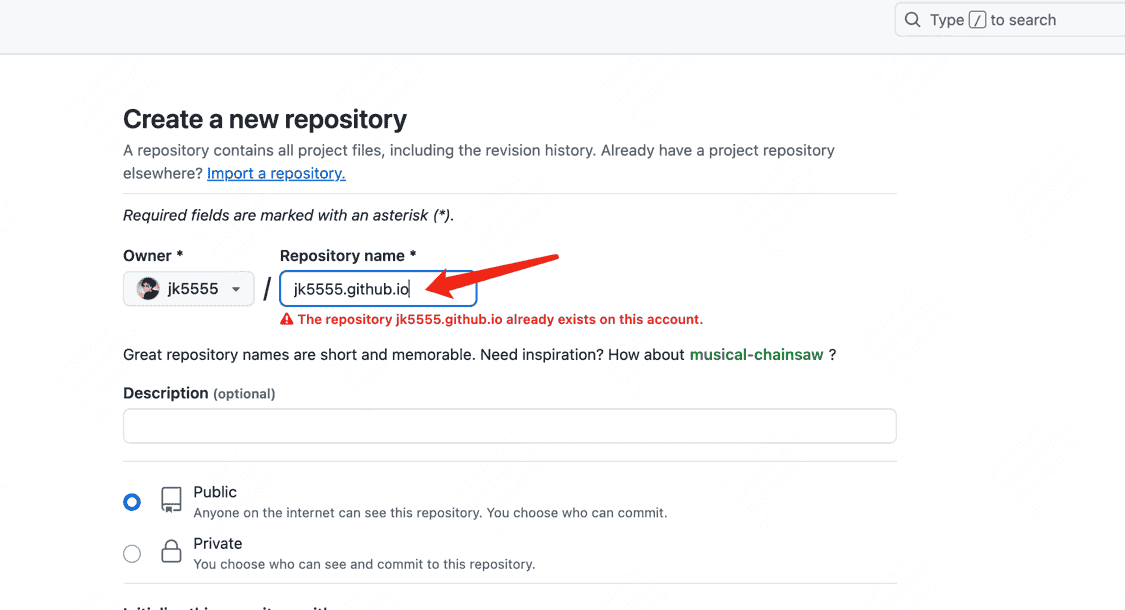 Type / to search
Create a new repository
A repository contains all project files, including the revision history. Already have a project repository
elsewhere? Import a repository.
Required fields are marked with an asterisk (*).
Owner * Repository name *
jk5555 / jk5555.github.io
The repository jk5555.github.io already exists on this account.
Great repository names are short and memorable. Need inspiration? How about musical-chainsaw ?
Description (optional)
Public
Anyone on the internet can see this repository. You choose who can commit.
Private
You choose who can see and commit to this repository.